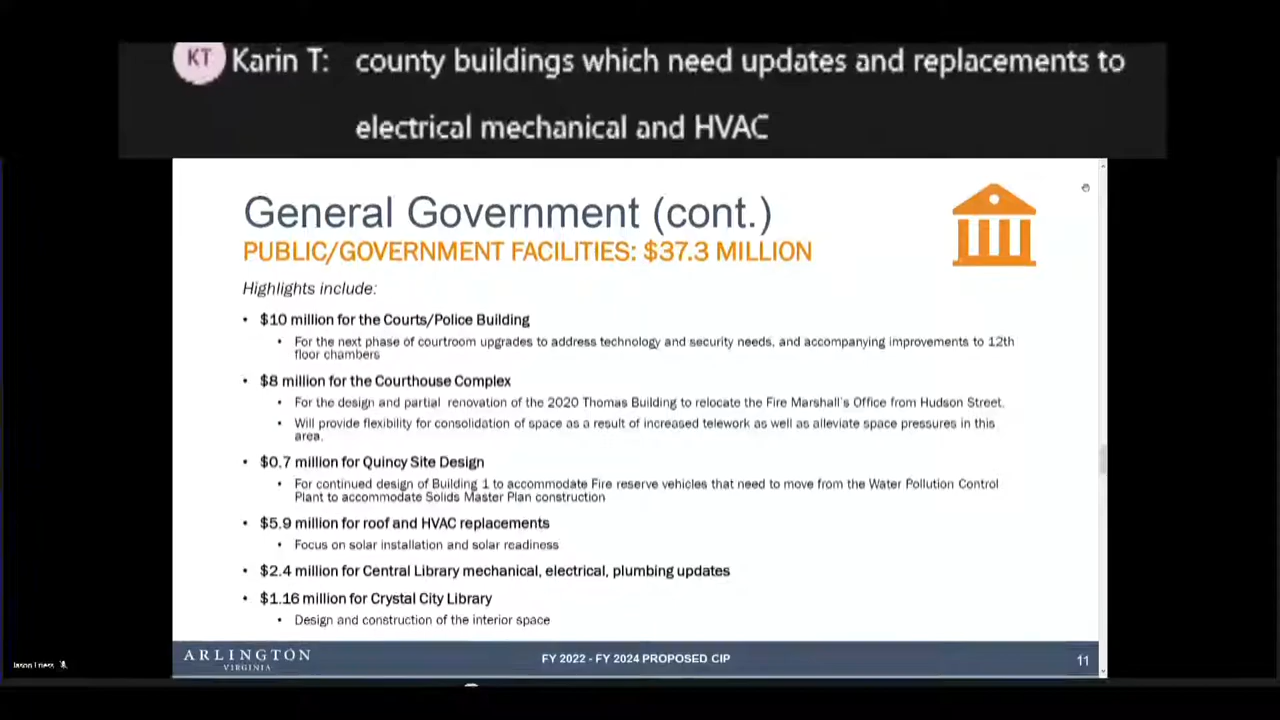 KT Karin T: county buildings which need updates and replacements to
electrical mechanical and HVAC
General Government (cont.)
PUBLIC/GOVERNMENT FACILITIES: $37.3 MILLION
Highlights include:
• $10 million for the Courts/Police Building
• For the next phase of courtroom upgrades to address technology and security needs, and accompanying improvements to 12th
floor chambers
• $8 million for the Courthouse Complex
• For the design and partial renovation of the 2020 Thomas Building to relocate the Fire Marshall's Office from Hudson Street.
• Will provide flexibility for consolidation of space as a result of increased telework as well as alleviate space pressures in this
area.
• $0.7 million for Quincy Site Design
• For continued design of Building 1 to accommodate Fire reserve vehicles that need to move from the Water Pollution Control
Plant to accommodate Solids Master Plan construction
• $5.9 million for roof and HVAC replacements
• Focus on solar installation and solar readiness
• $2.4 million for Central Library mechanical, electrical, plumbing updates
• $1.16 million for Crystal City Library
• Design and construction of the interior space
ARLINGTON
VIRGINIA
FY 2022 - FY 2024 PROPOSED CIP
11
Jason